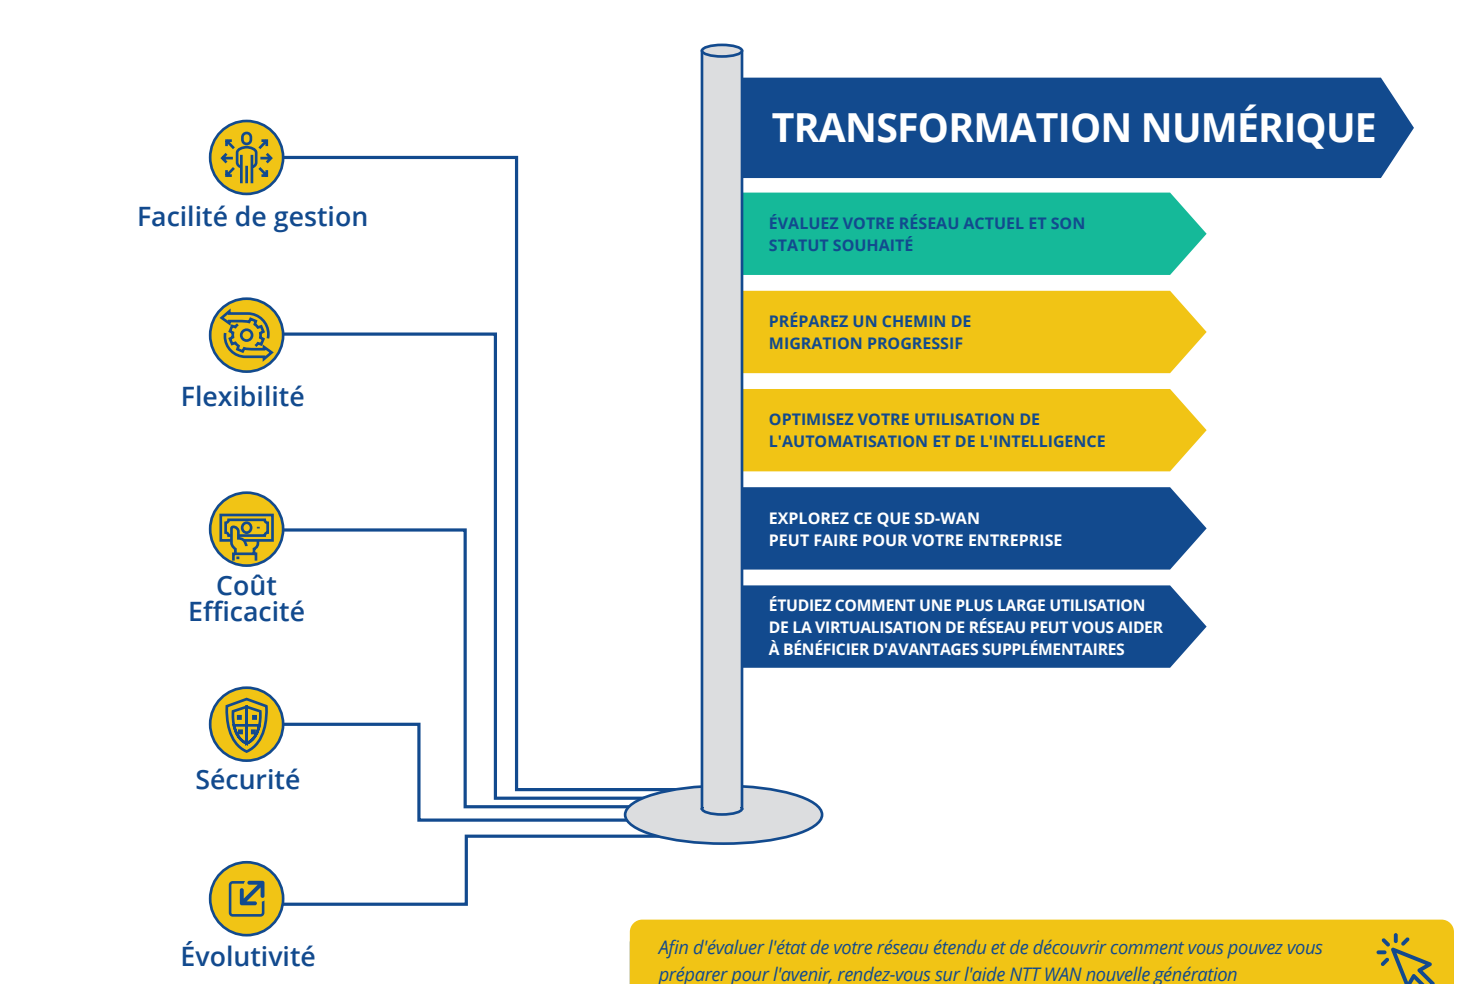 TRANSFORMATION NUMÉRIQUE
ÉVALUEZ VOTRE RÉSEAU ACTUEL ET SON
STATUT SOUHAITÉ
PRÉPAREZ UN CHEMIN DE
MIGRATION PROGRESSIF
OPTIMISEZ VOTRE UTILISATION DE
L'AUTOMATISATION ET DE L'INTELLIGENCE
EXPLOREZ CE QUE SD-WAN
PEUT FAIRE POUR VOTRE ENTREPRISE
ÉTUDIEZ COMMENT UNE PLUS LARGE UTILISATION
DE LA VIRTUALISATION DE RÉSEAU PEUT VOUS AIDER
À BÉNÉFICIER D'AVANTAGES SUPPLÉMENTAIRES
Facilité de gestion
Flexibilité
Coût
Efficacité
Sécurité
Évolutivité
Afin d'évaluer l'état de votre réseau étendu et de découvrir comment vous pouvez vous
préparer pour l'avenir, rendez-vous sur l'aide NTT WAN nouvelle génération